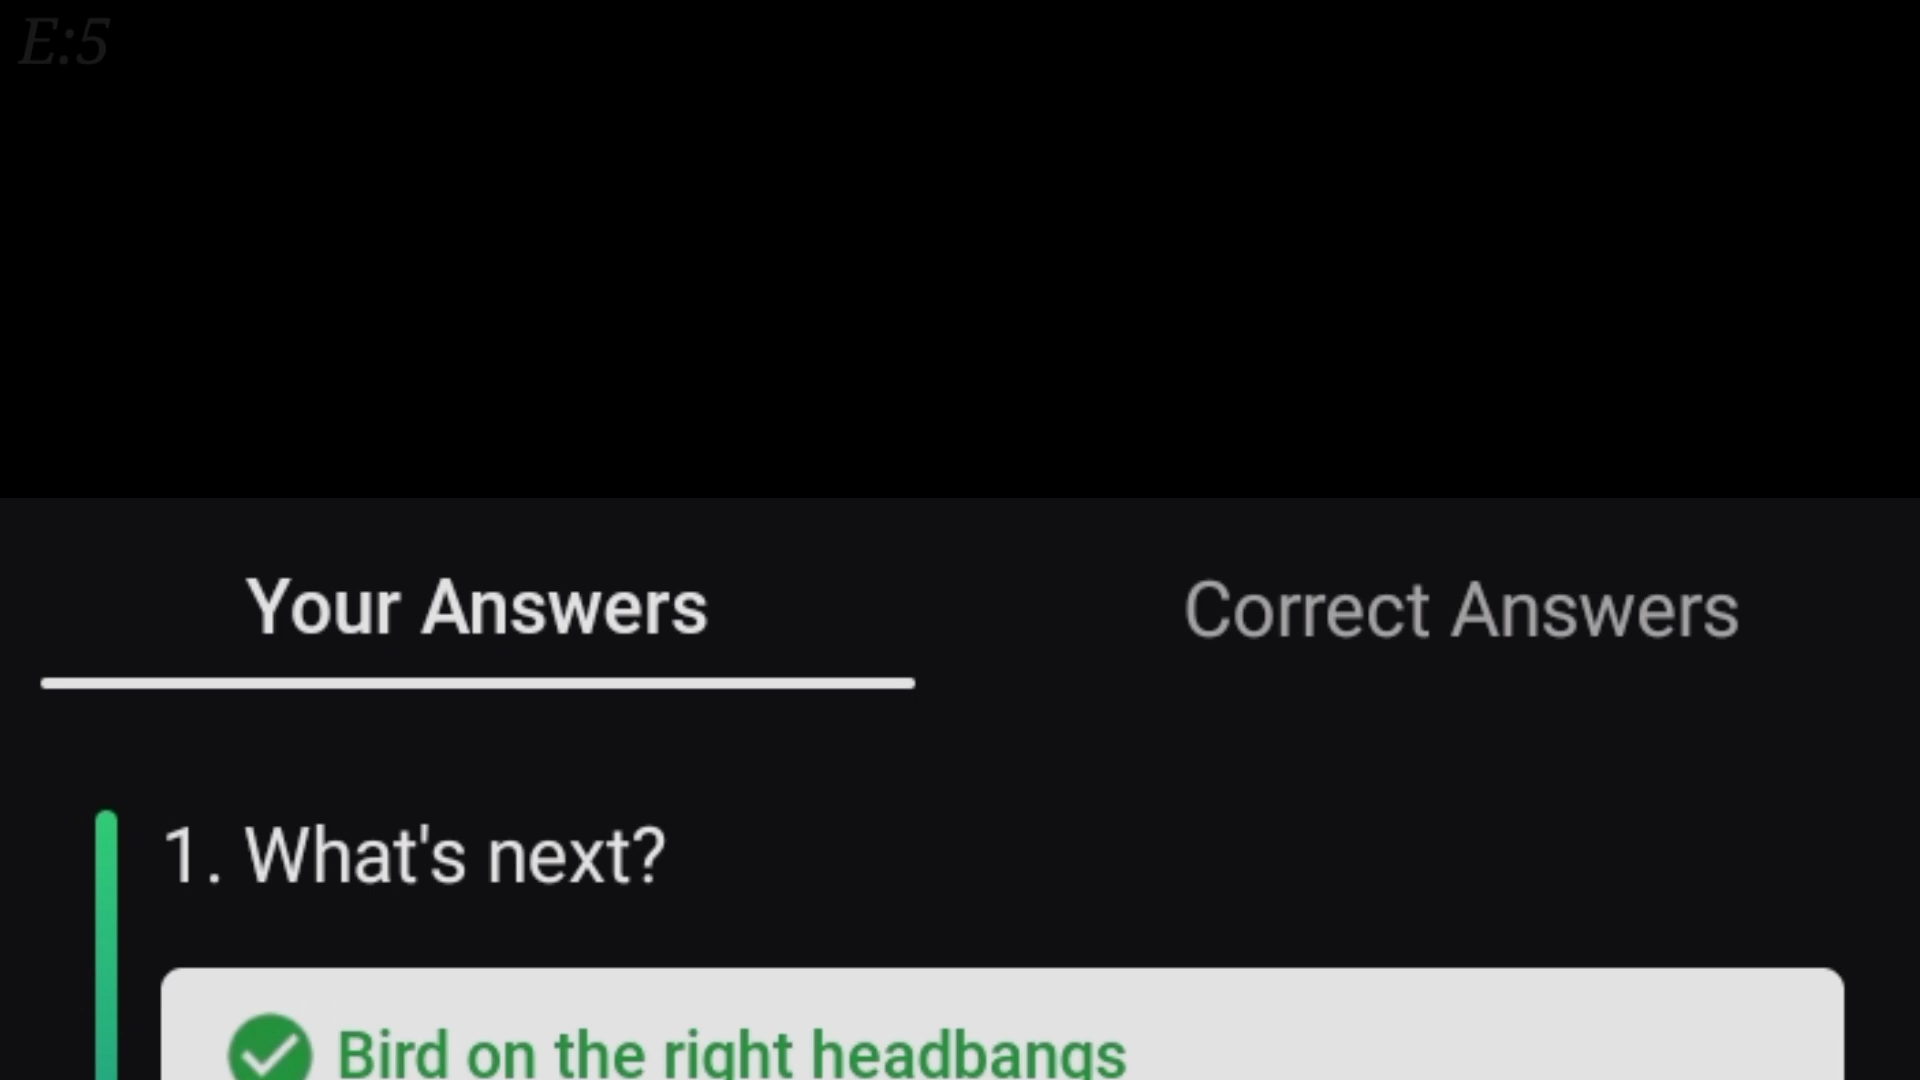 E:5
Your Answers
Correct Answers
1. What's next?
Bird on the right headbangs